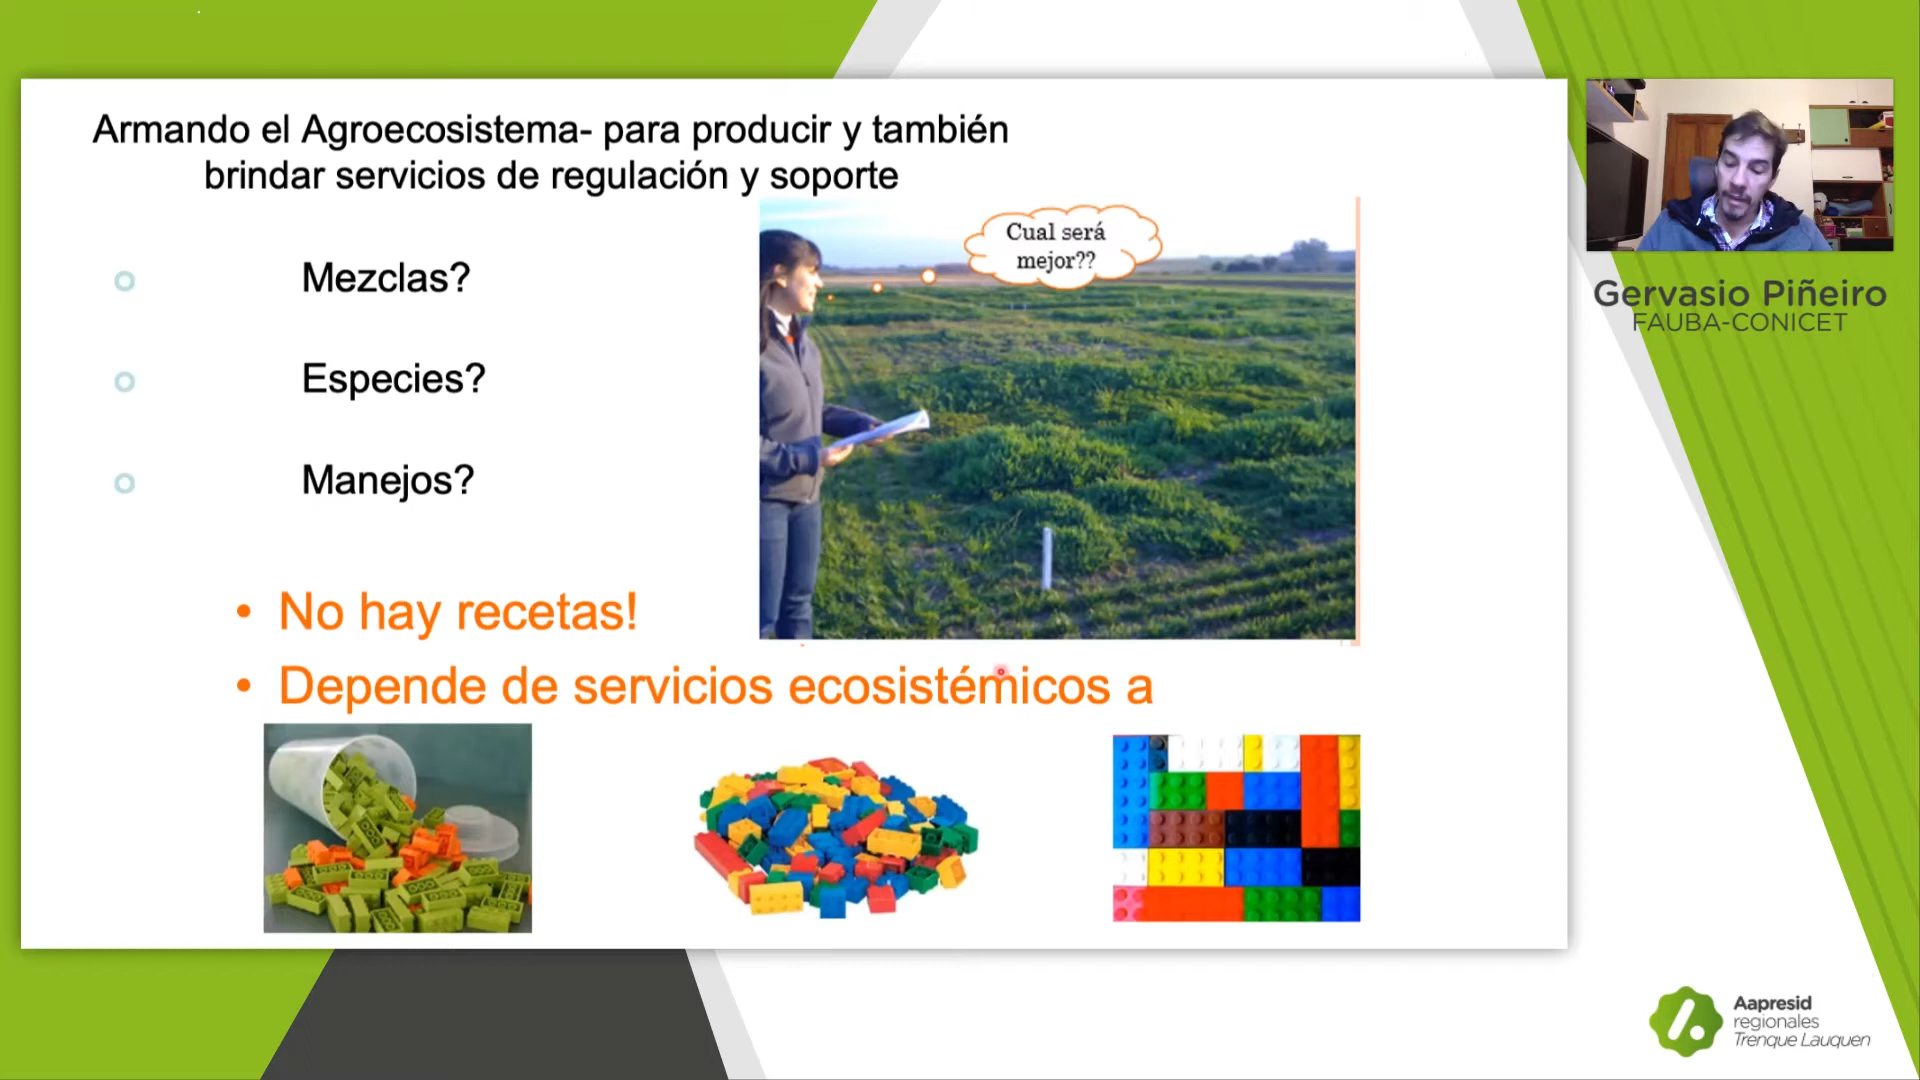 Armando el Agroecosistema- para producir y también
brindar servicios de regulación y soporte
Cual será
mejor??
Mezclas?
Especies?
Manejos?
• No hay recetas!
• Depende de servicios ecosistémicos a
Gervasio Piñeiro
FAUBA-CONICET
Aapresid
regionales
Trenque Lauquen